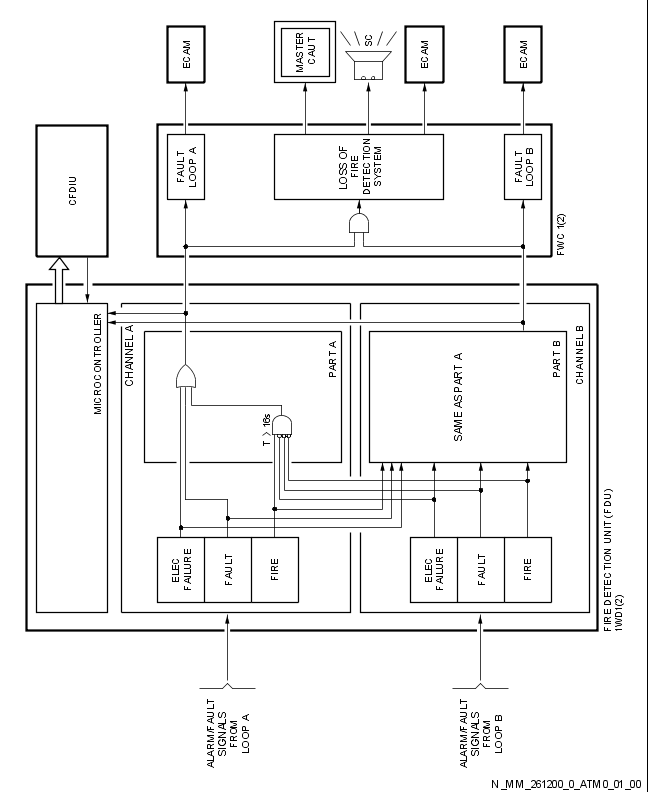 ECAM
MASTER
CAUT
SC
ECAM
ECAM
CFDIU
FAULT
LOOP A
LOSS OF
FIRE
DETECTION
SYSTEM
FAULT
LOOP B
FWC 1(2)
MICROCONTROLLER
CHANNEL A
PART A
T > 16s
SAME AS PART A
PART B
CHANNEL B
ELEC
FAILURE
FAULT
FIRE
ELEC
FAILURE
FAULT
FIRE
FIRE DETECTION UNIT (FDU)
1WD1(2)
ALARM/FAULT
SIGNALS
FROM
LOOP A
ALARM/FAULT
SIGNALS
FROM
LOOP B
N_MM_261200_0_ATM0_01_00